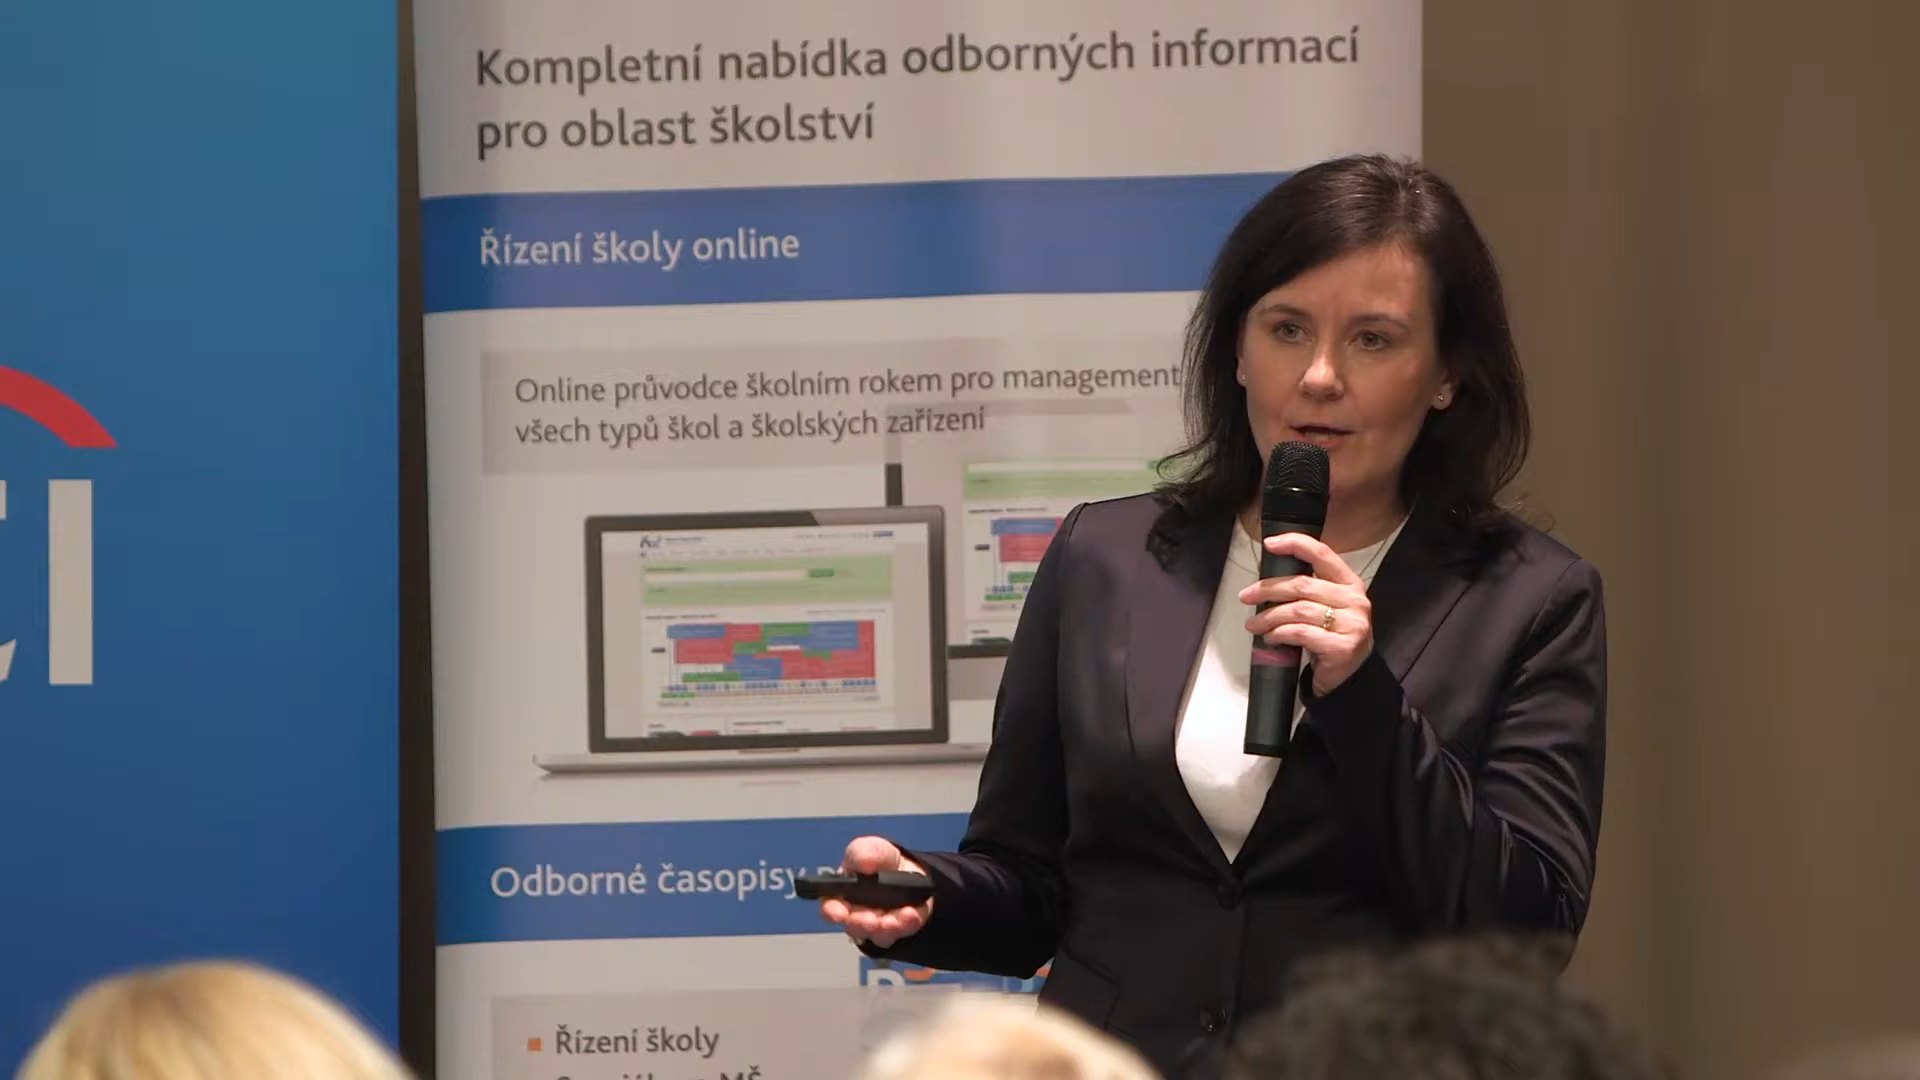 Kompletní nabídka odborných informací
pro oblast školství
Řízení školy online
Online průvodce školním rokem pro management
všech typů škol a školských zařízení
Odborné časopisy
Řízení školy